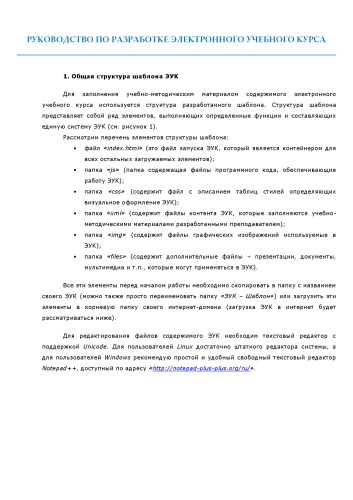 РУКОВОДСТВО ПО РАЗРАБОТКЕ ЭЛЕКТРОННОГО УЧЕБНОГО КУРСА
1. Общая структура шаблона ЭУК
Для заполнения учебно-методическим материалом содержимого электронного
учебного курса используется структура разработанного шаблона. Структура шаблона
представляет собой ряд элементов, выполняющих определенные функции и составляющих
единую систему ЭУК (см. рисунок 1).
Рассмотрим перечень элементов структуры шаблона:
• файл «index.html» (это файл запуска ЭУК, который является контейнером для
всех остальных загружаемых элементов);
• папка «js» (папка содержащая файлы программного кода, обеспечивающие
работу ЭУК);
• папка «css» (содержит файл с описанием таблиц стилей определяющих
визуальное оформление ЭУК);
• папка «xml» (содержит файлы контента ЭУК, которые заполняются учебно-
методическими материалами разработанными преподавателем);
• папка «img» (содержит файлы графических изображений используемые в
ЭУК);
• папка «files» (содержит дополнительные файлы – презентации, документы,
мультимедиа и т.п., которые могут применяться в ЭУК).
Все эти элементы перед началом работы необходимо скопировать в папку с названием
своего ЭУК (можно также просто переименовать папку «ЭУК – Шаблон») или загрузить эти
элементы в корневую папку своего интернет-домена (загрузка ЭУК в интернет будет
рассматриваться ниже).
Для редактирования файлов содержимого ЭУК необходим текстовый редактор с
поддержкой Unicode. Для пользователей Linux достаточно штатного редактора системы, а
для пользователей Windows рекомендую простой и удобный свободный текстовый редактор
Notepad++, доступный по адресу «http://notepad-plus-plus.org/ru/».